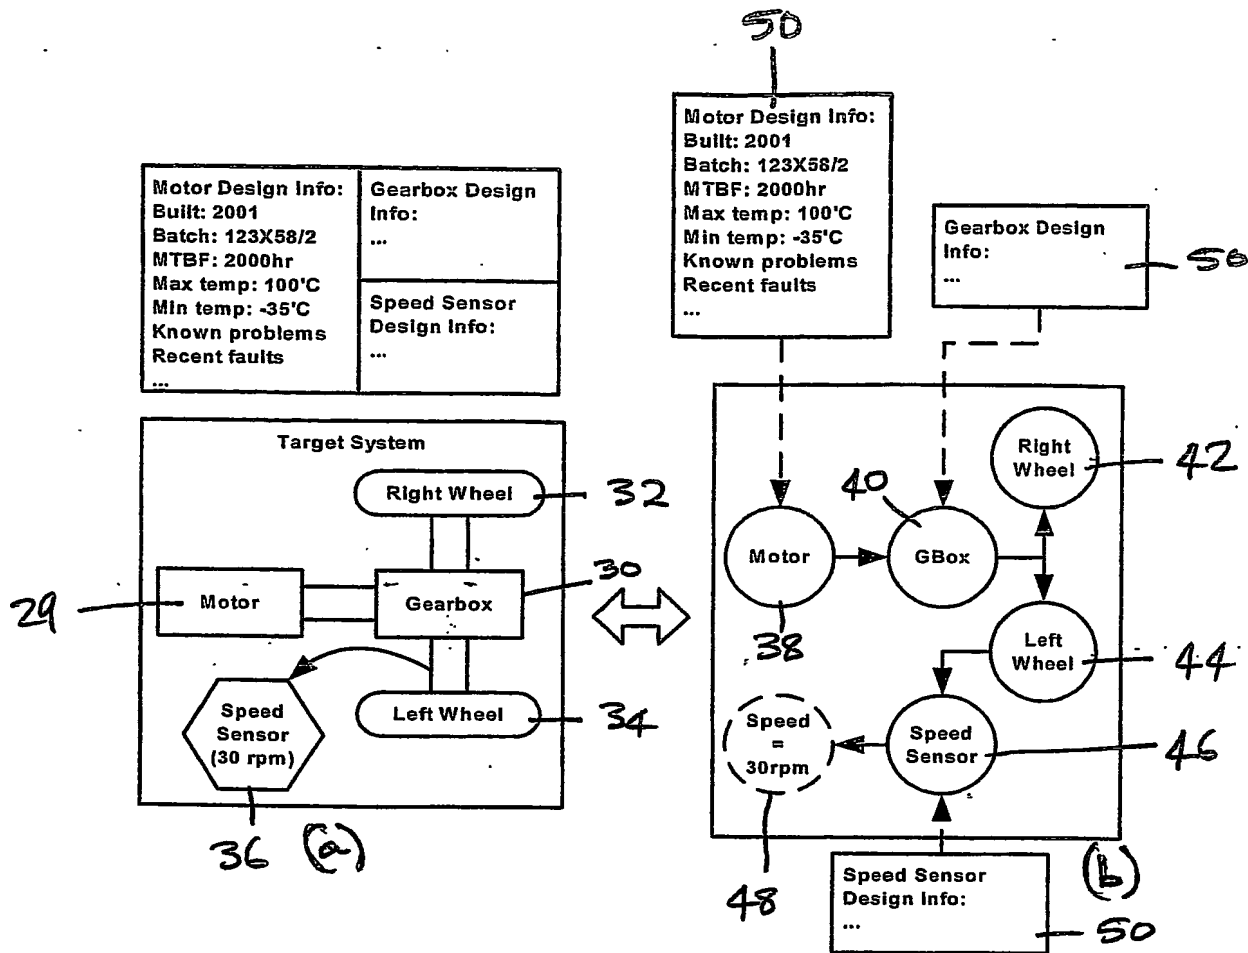 50
Motor Design Info:
Built: 2001
Batch: 123X58/2
MTBF: 2000hr
Max temp: 100'C
Min temp: -35'C
Known problems
Recent faults
...
Gearbox Design
Info:
...
Speed Sensor
Design Info:
...
Motor Design Info:
Built: 2001
Batch: 123X58/2
MTBF: 2000hr
Max temp: 100'C
Min temp: -35'C
Known problems
Recent faults
...
Gearbox Design
Info:
...
50
Target System
Right Wheel
32
Motor
29
Gearbox
30
Left Wheel
34
Speed
Sensor
(30 rpm)
36
(a)
Right
Wheel
42
40
Motor
38
GBox
Left
Wheel
44
Speed
=
30rpm
48
Speed
Sensor
46
(b)
Speed Sensor
Design Info:
...
50